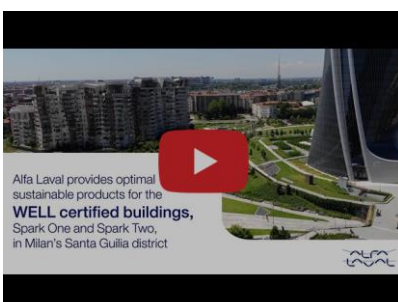 Alfa Laval provides optimal
sustainable products for the
WELL certified buildings,
Spark One and Spark Two,
in Milan's Santa Guilia district
ALFA
LAVAL